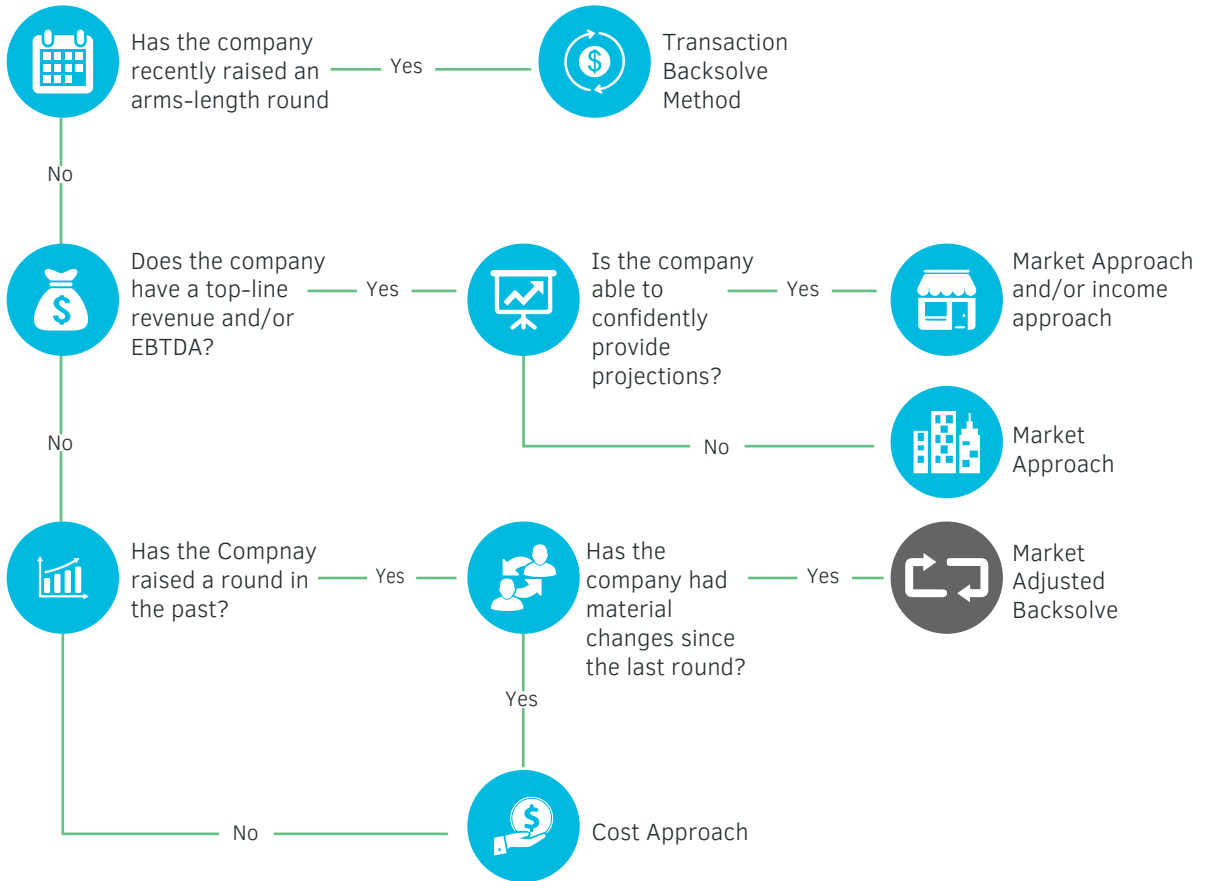 Has the company
recently raised an
arms-length round
Yes
Transaction
Backsolve
Method
No
Does the company
have a top-line
revenue and/or
EBTDA?
Yes
Is the company
able to
confidently
provide
projections?
Yes
Market Approach
and/or income
approach
No
Market
Approach
No
Has the Compnay
raised a round in
the past?
Yes
Has the
company had
material
changes since
the last round?
Yes
Market
Adjusted
Backsolve
Yes
No
Cost Approach